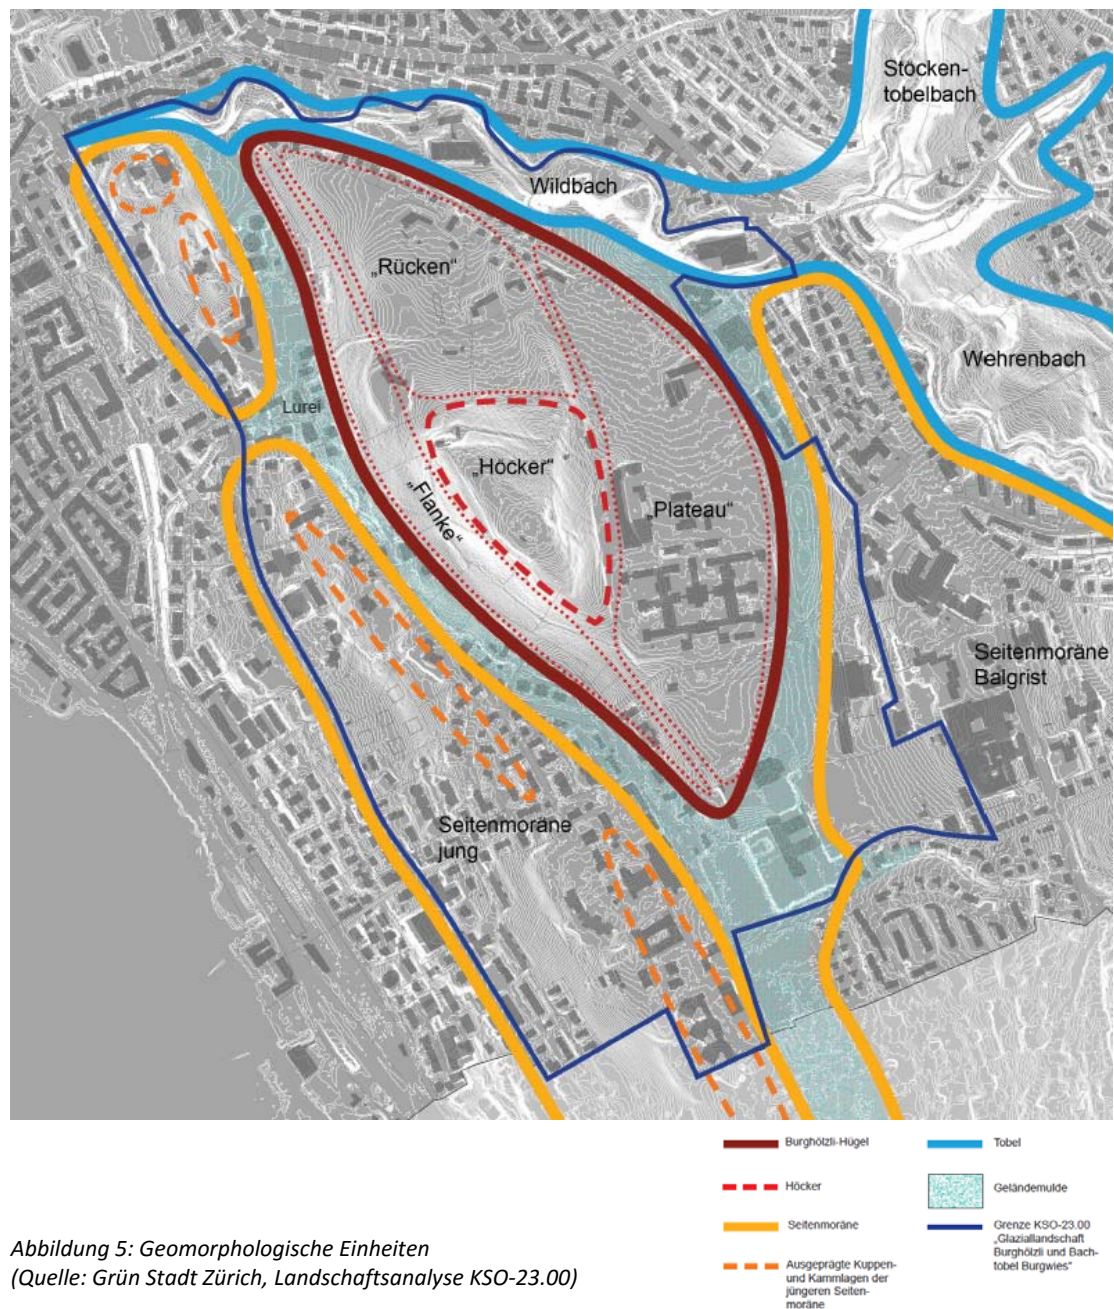 Stöcken-
tobelbach
Wildbach
„Rücken“
Wehrenbach
Lurei
„Höcker“
„Flanke“
„Plateau“
Seitenmoräne
Balgrist
Seitenmoräne
jung
Burghölzli-Hügel
Höcker
Seitenmoräne
Ausgeprägte Kuppen-
und Kammlagen der
jüngeren Seiten-
moräne
Tobel
Geländemulde
Grenze KSO-23.00
„Glaziallandschaft
Burghölzli und Bach-
tobel Burgwies“
Abbildung 5: Geomorphologische Einheiten
(Quelle: Grün Stadt Zürich, Landschaftsanalyse KSO-23.00)